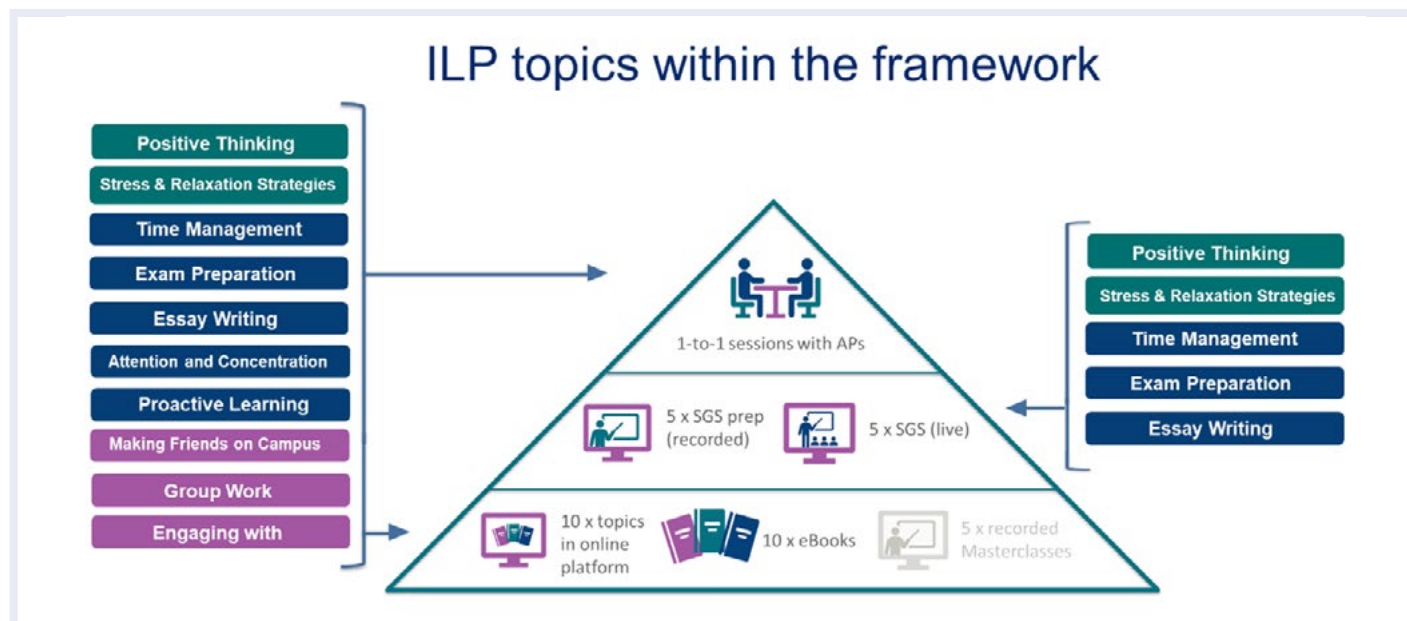 ILP topics within the framework
Positive Thinking
Stress & Relaxation Strategies
Time Management
Exam Preparation
Essay Writing
Attention and Concentration
Proactive Learning
Making Friends on Campus
Group Work
Engaging with
1-to-1 sessions with APs
5 x SGS prep
(recorded)
5 x SGS (live)
10 x topics
in online
platform
10 x eBooks
5 x recorded
Masterclasses
Positive Thinking
Stress & Relaxation Strategies
Time Management
Exam Preparation
Essay Writing